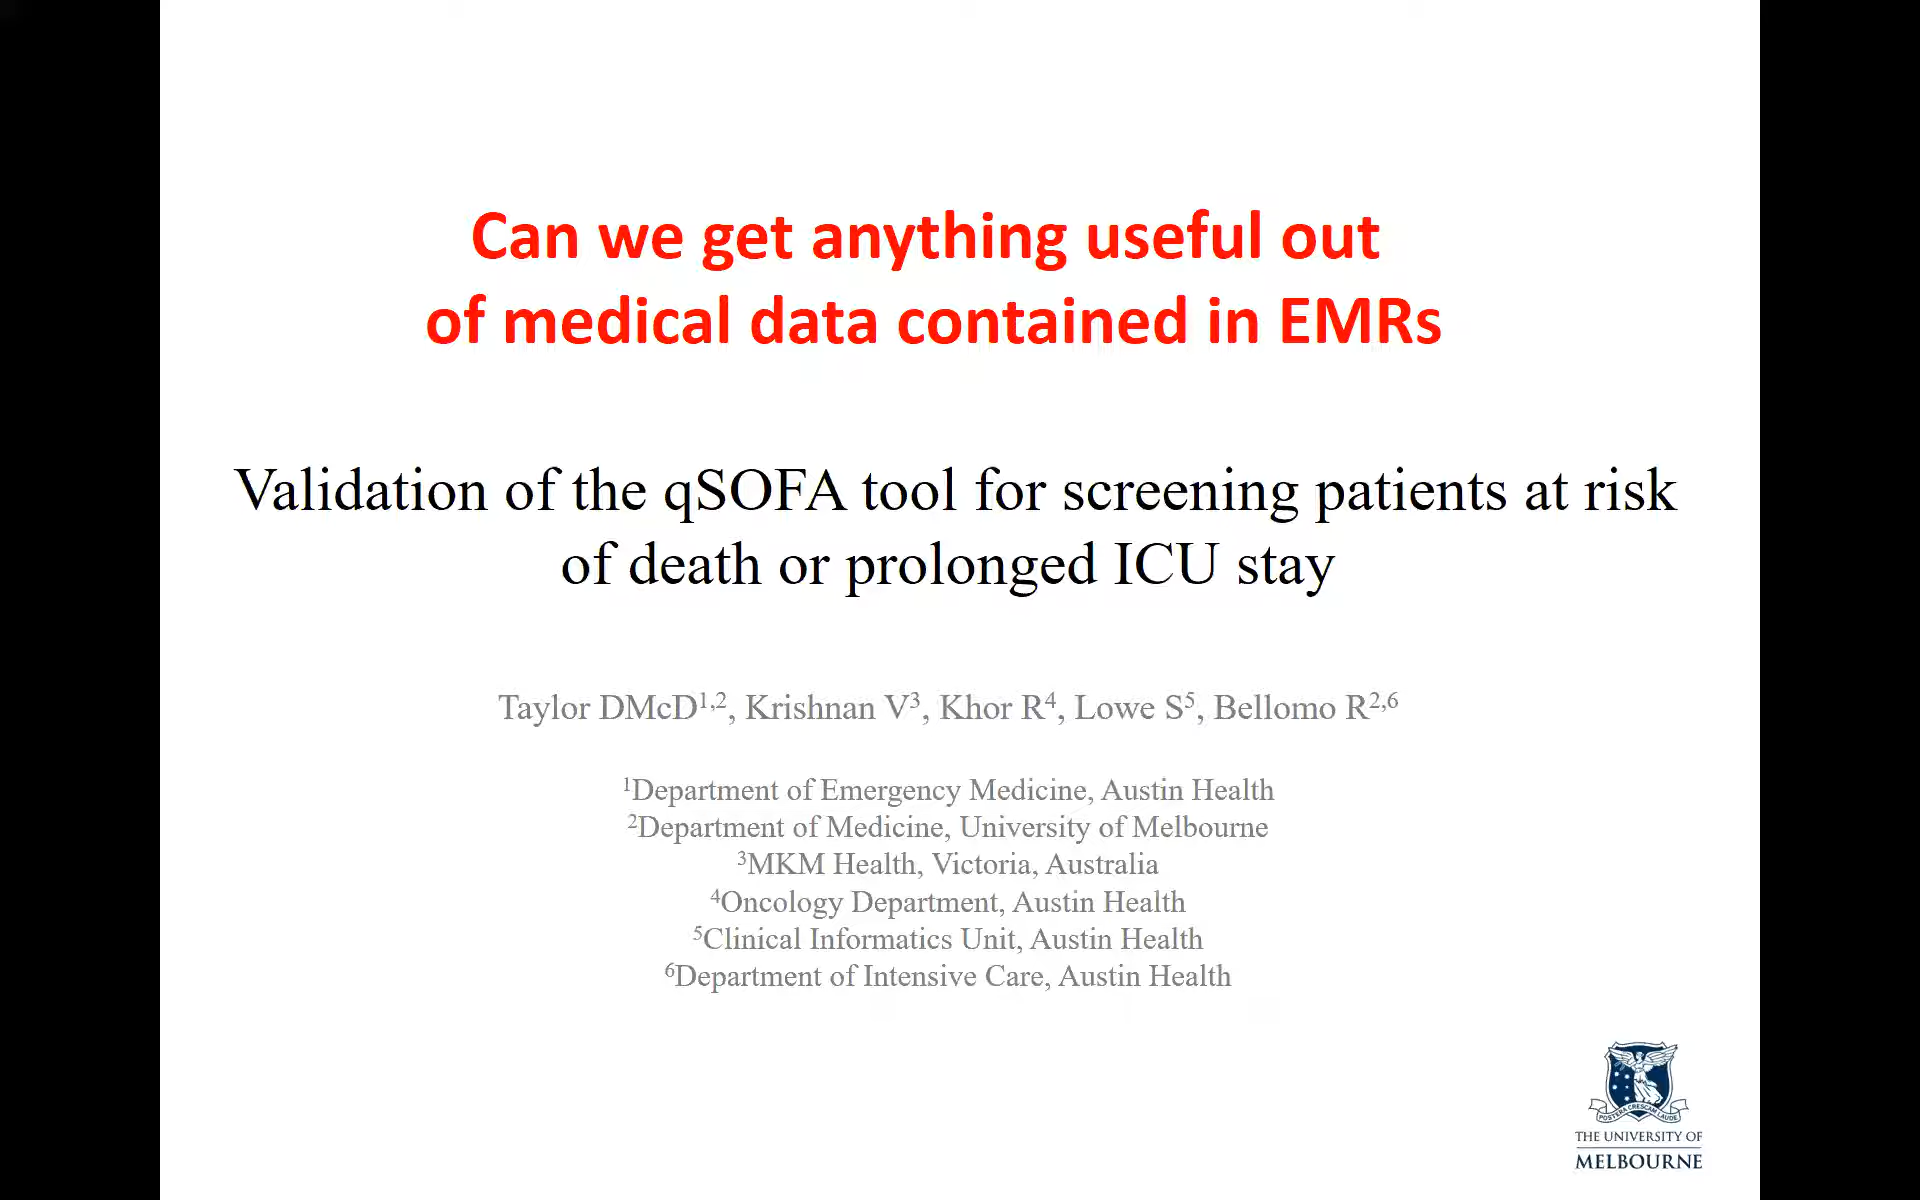 Can we get anything useful out
of medical data contained in EMRs
Validation of the qSOFA tool for screening patients at risk
of death or prolonged ICU stay
Taylor DMcD1,2, Krishnan V3, Khor R4, Lowe S5, Bellomo R2,6
1Department of Emergency Medicine, Austin Health
2Department of Medicine, University of Melbourne
3MKM Health, Victoria, Australia
4Oncology Department, Austin Health
5Clinical Informatics Unit, Austin Health
6Department of Intensive Care, Austin Health
POSTERA CRESCAM LAUDE
THE UNIVERSITY OF
MELBOURNE